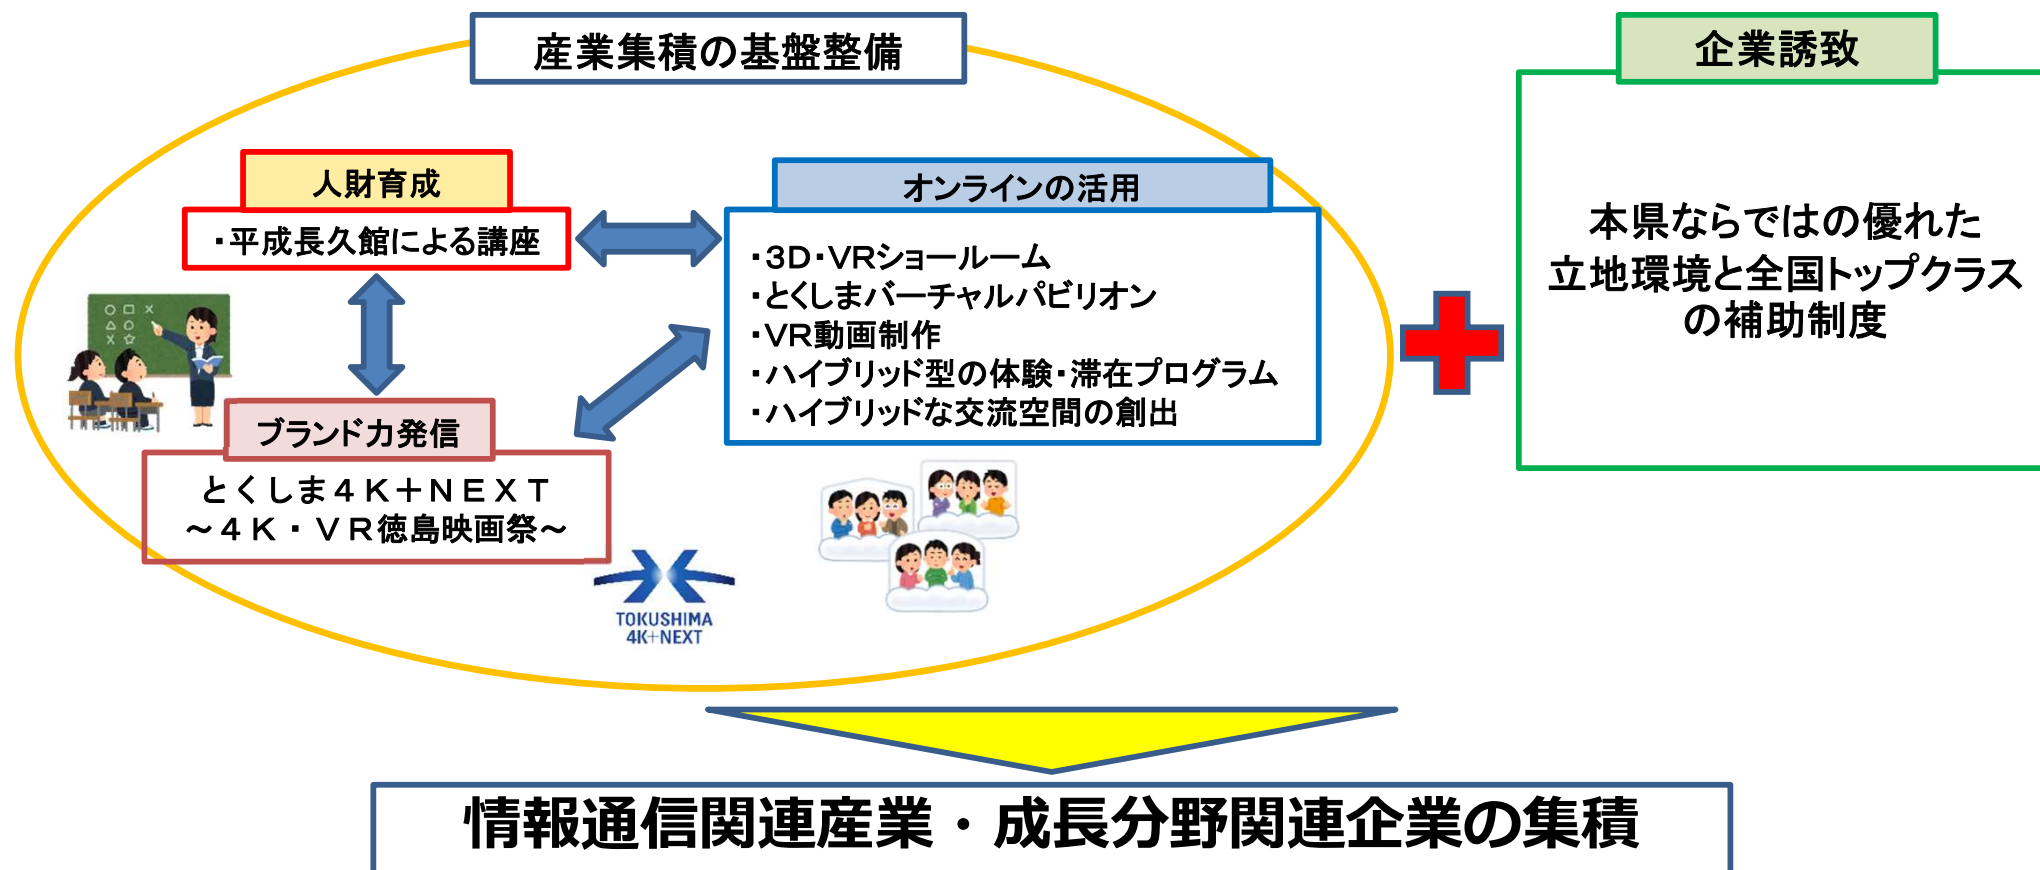 産業集積の基盤整備
人財育成
・平成長久館による講座
オンラインの活用
・３Ｄ・ＶＲショールーム
・とくしまバーチャルパビリオン
・ＶＲ動画制作
・ハイブリッド型の体験・滞在プログラム
・ハイブリッドな交流空間の創出
ブランド力発信
とくしま４Ｋ＋ＮＥＸＴ
～４Ｋ・ＶＲ徳島映画祭～
TOKUSHIMA
4K+NEXT
企業誘致
本県ならではの優れた
立地環境と全国トップクラス
の補助制度
情報通信関連産業・成長分野関連企業の集積